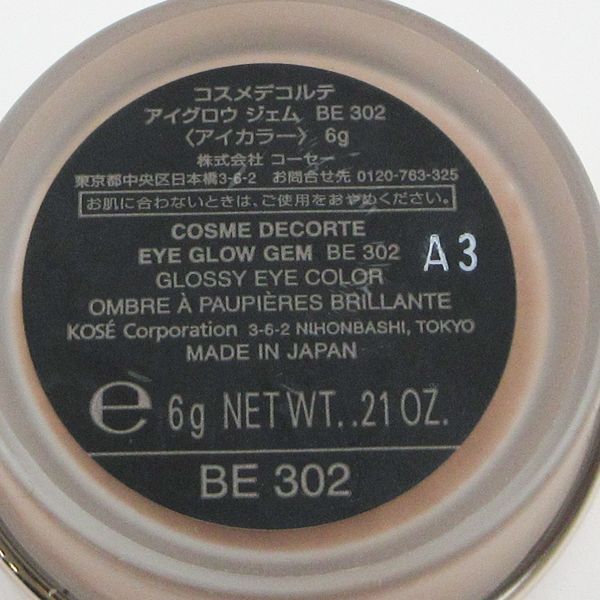 コスメデコルテ
アイグロウ ジェム BE 302
〈アイカラー〉 6g
株式会社 コーセー
東京都中央区日本橋3-6-2 お問合せ先 0120-763-325
お肌に合わないときは、ご使用をおやめください。
COSME DECORTE
EYE GLOW GEM BE 302
A3
GLOSSY EYE COLOR
OMBRE À PAUPIÈRES BRILLANTE
KOSÉ Corporation 3-6-2 NIHONBASHI, TOKYO
MADE IN JAPAN
e 6g NET WT. .21 OZ.
BE 302